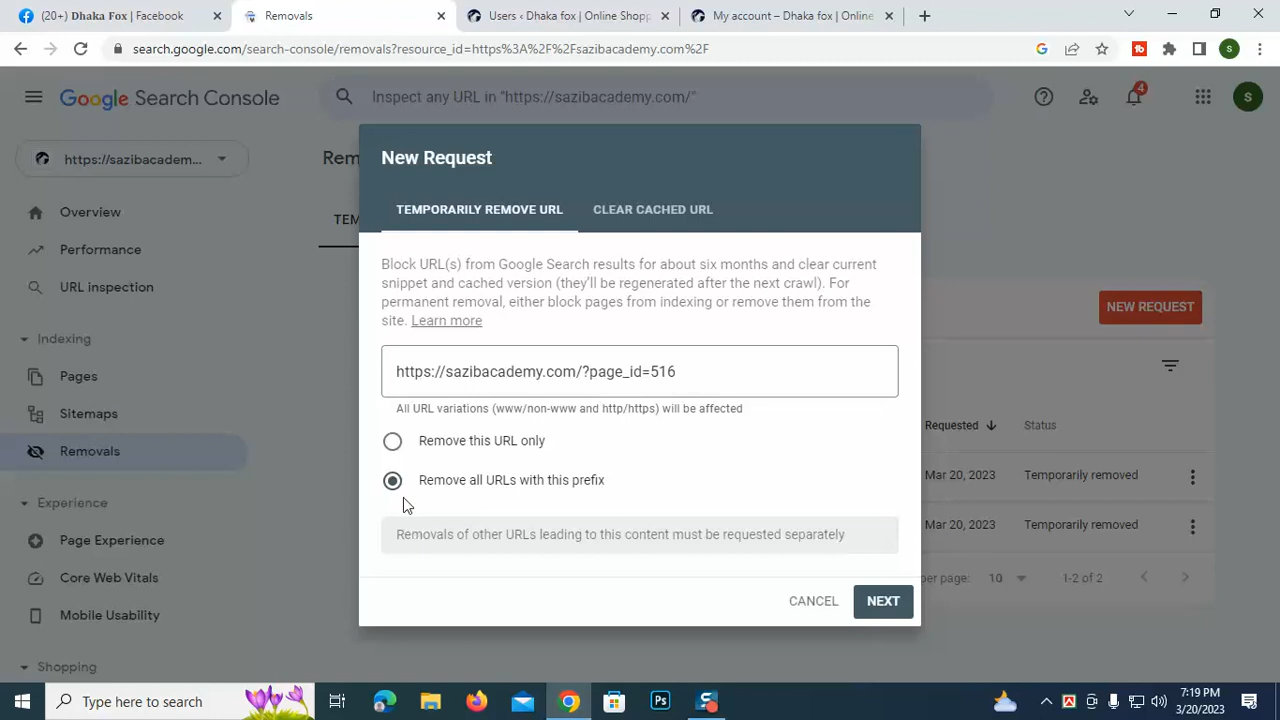 (20+) Dhaka Fox | Facebook
Removals
Users ‹ Dhaka fox | Online Shopp
My account – Dhaka fox | Online
search.google.com/search-console/removals?resource_id=https%3A%2F%2Fsazibacademy.com%2F
S
Google Search Console
Inspect any URL in "https://sazibacademy.com/"
4
S
https://sazibacadem...
Rem
New Request
TEM
TEMPORARILY REMOVE URL
CLEAR CACHED URL
Overview
Performance
URL inspection
Indexing
Pages
Sitemaps
Removals
Experience
Page Experience
Core Web Vitals
Mobile Usability
Shopping
Block URL(s) from Google Search results for about six months and clear current
snippet and cached version (they'll be regenerated after the next crawl). For
permanent removal, either block pages from indexing or remove them from the
site. Learn more
NEW REQUEST
https://sazibacademy.com/?page_id=516
All URL variations (www/non-www and http/https) will be affected
Remove this URL only
Remove all URLs with this prefix
Removals of other URLs leading to this content must be requested separately
CANCEL
NEXT
Requested
Status
Mar 20, 2023
Temporarily removed
Mar 20, 2023
Temporarily removed
per page:
10
1-2 of 2
Type here to search
Ps
S
7:19 PM
3/20/2023